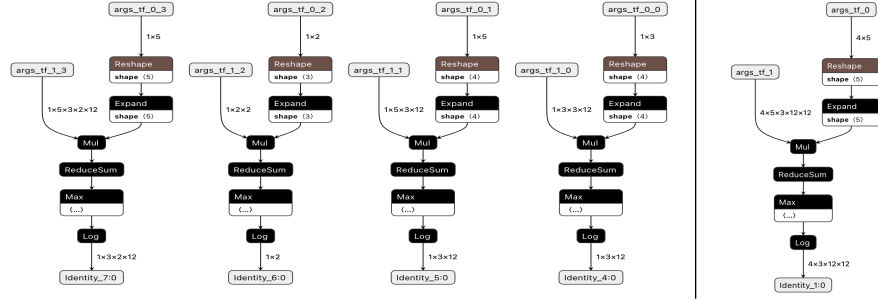 args_tf_0_3
args_tf_0_2
args_tf_0_1
args_tf_0_0
args_tf_0
1×5
1×2
1×5
1×3
4×5
args_tf_1_3
Reshape
shape ⟨5⟩
args_tf_1_2
Reshape
shape ⟨3⟩
args_tf_1_1
Reshape
shape ⟨4⟩
args_tf_1_0
Reshape
shape ⟨4⟩
args_tf_1
Reshape
shape ⟨5⟩
1×5×3×2×12
Expand
shape ⟨5⟩
1×2×2
Expand
shape ⟨3⟩
1×5×3×12
Expand
shape ⟨4⟩
1×3×3×12
Expand
shape ⟨4⟩
4×5×3×12×12
Expand
shape ⟨5⟩
Mul
Mul
Mul
Mul
Mul
ReduceSum
ReduceSum
ReduceSum
ReduceSum
ReduceSum
Max
⟨…⟩
Max
⟨…⟩
Max
⟨…⟩
Max
⟨…⟩
Max
⟨…⟩
Log
Log
Log
Log
Log
1×3×2×12
1×2
1×3×12
1×3×12
4×3×12×12
Identity_7:0
Identity_6:0
Identity_5:0
Identity_4:0
Identity_1:0